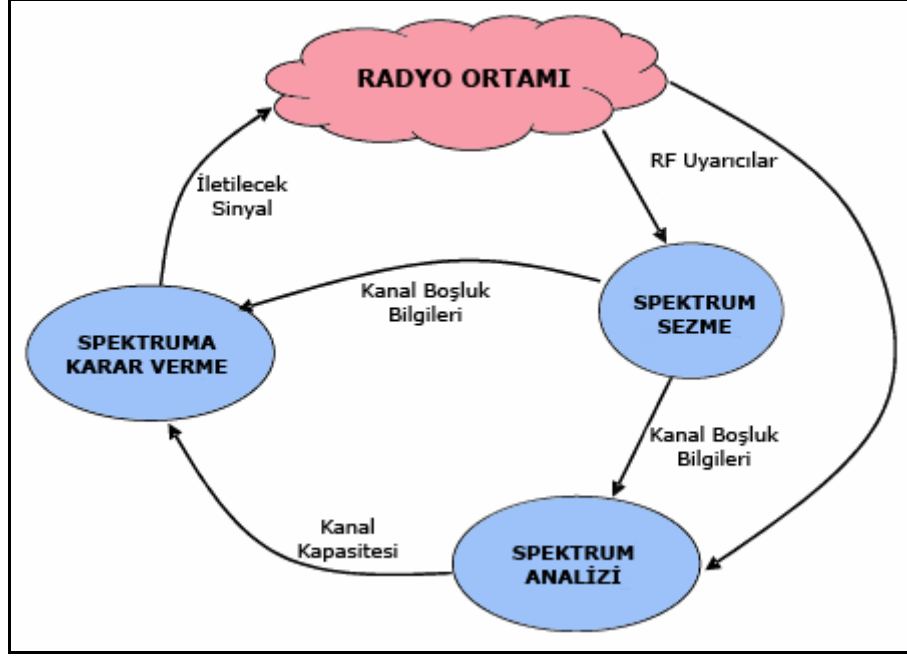 RADYO ORTAMI
RF Uyarıcılar
İletilecek
Sinyal
Kanal Boşluk
Bilgileri
SPEKTRUM
SEZME
SPEKTRUMA
KARAR VERME
Kanal Boşluk
Bilgileri
Kanal
Kapasitesi
SPEKTRUM
ANALİZİ